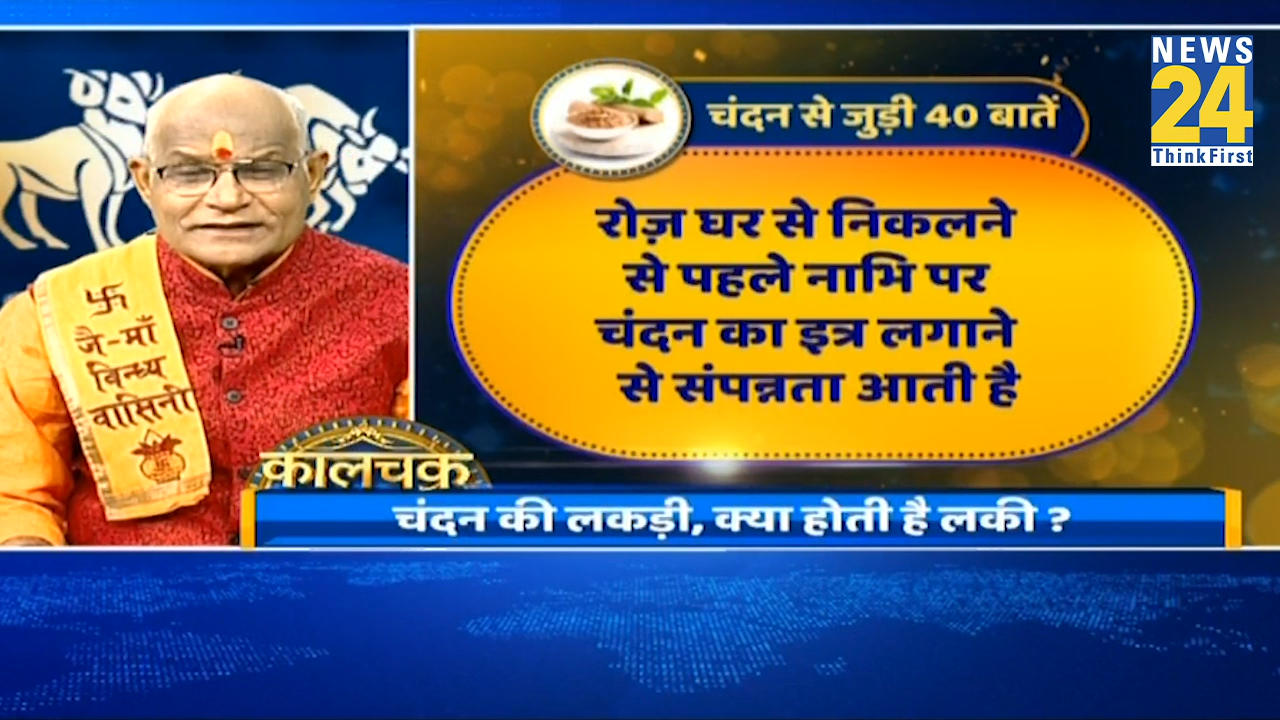 NEWS
24
ThinkFirst
चंदन से जुड़ी 40 बातें
रोज़ घर से निकलने
से पहले नाभि पर
चंदन का इत्र लगाने
से संपन्नता आती है
जै-माँ
विन्ध्य
वासिनी
कालचक्र
चंदन की लकड़ी, क्या होती है लकी ?